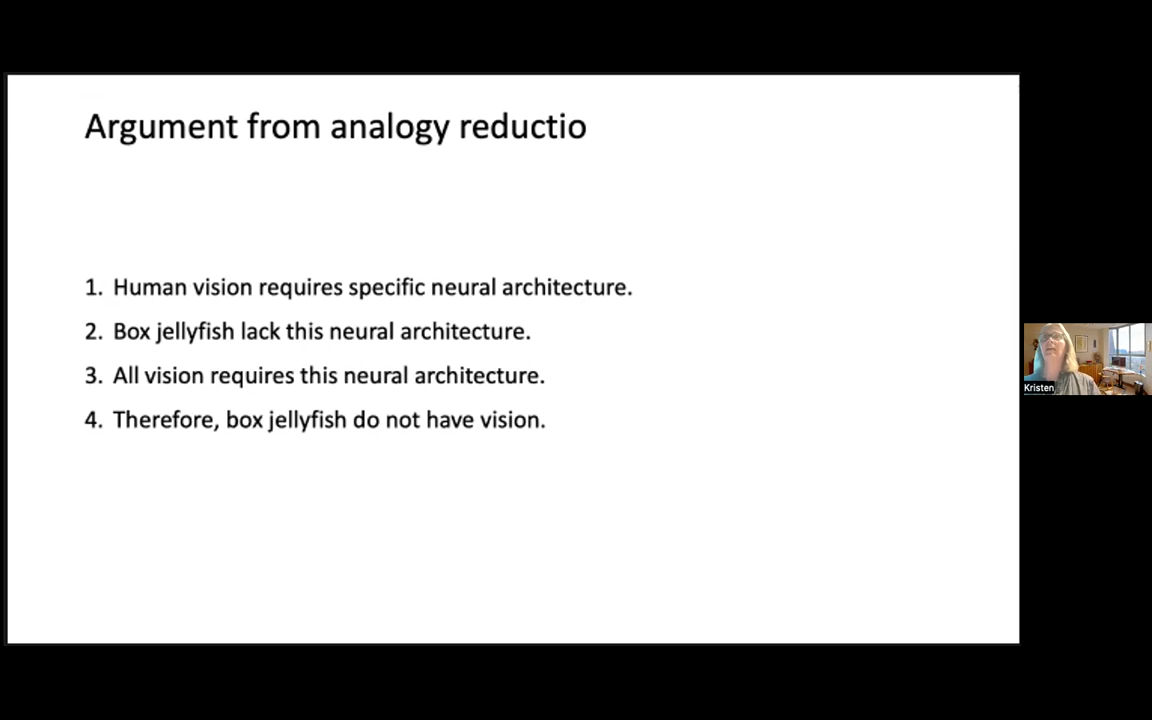 Argument from analogy reductio
1. Human vision requires specific neural architecture.
2. Box jellyfish lack this neural architecture.
3. All vision requires this neural architecture.
4. Therefore, box jellyfish do not have vision.
Kristen